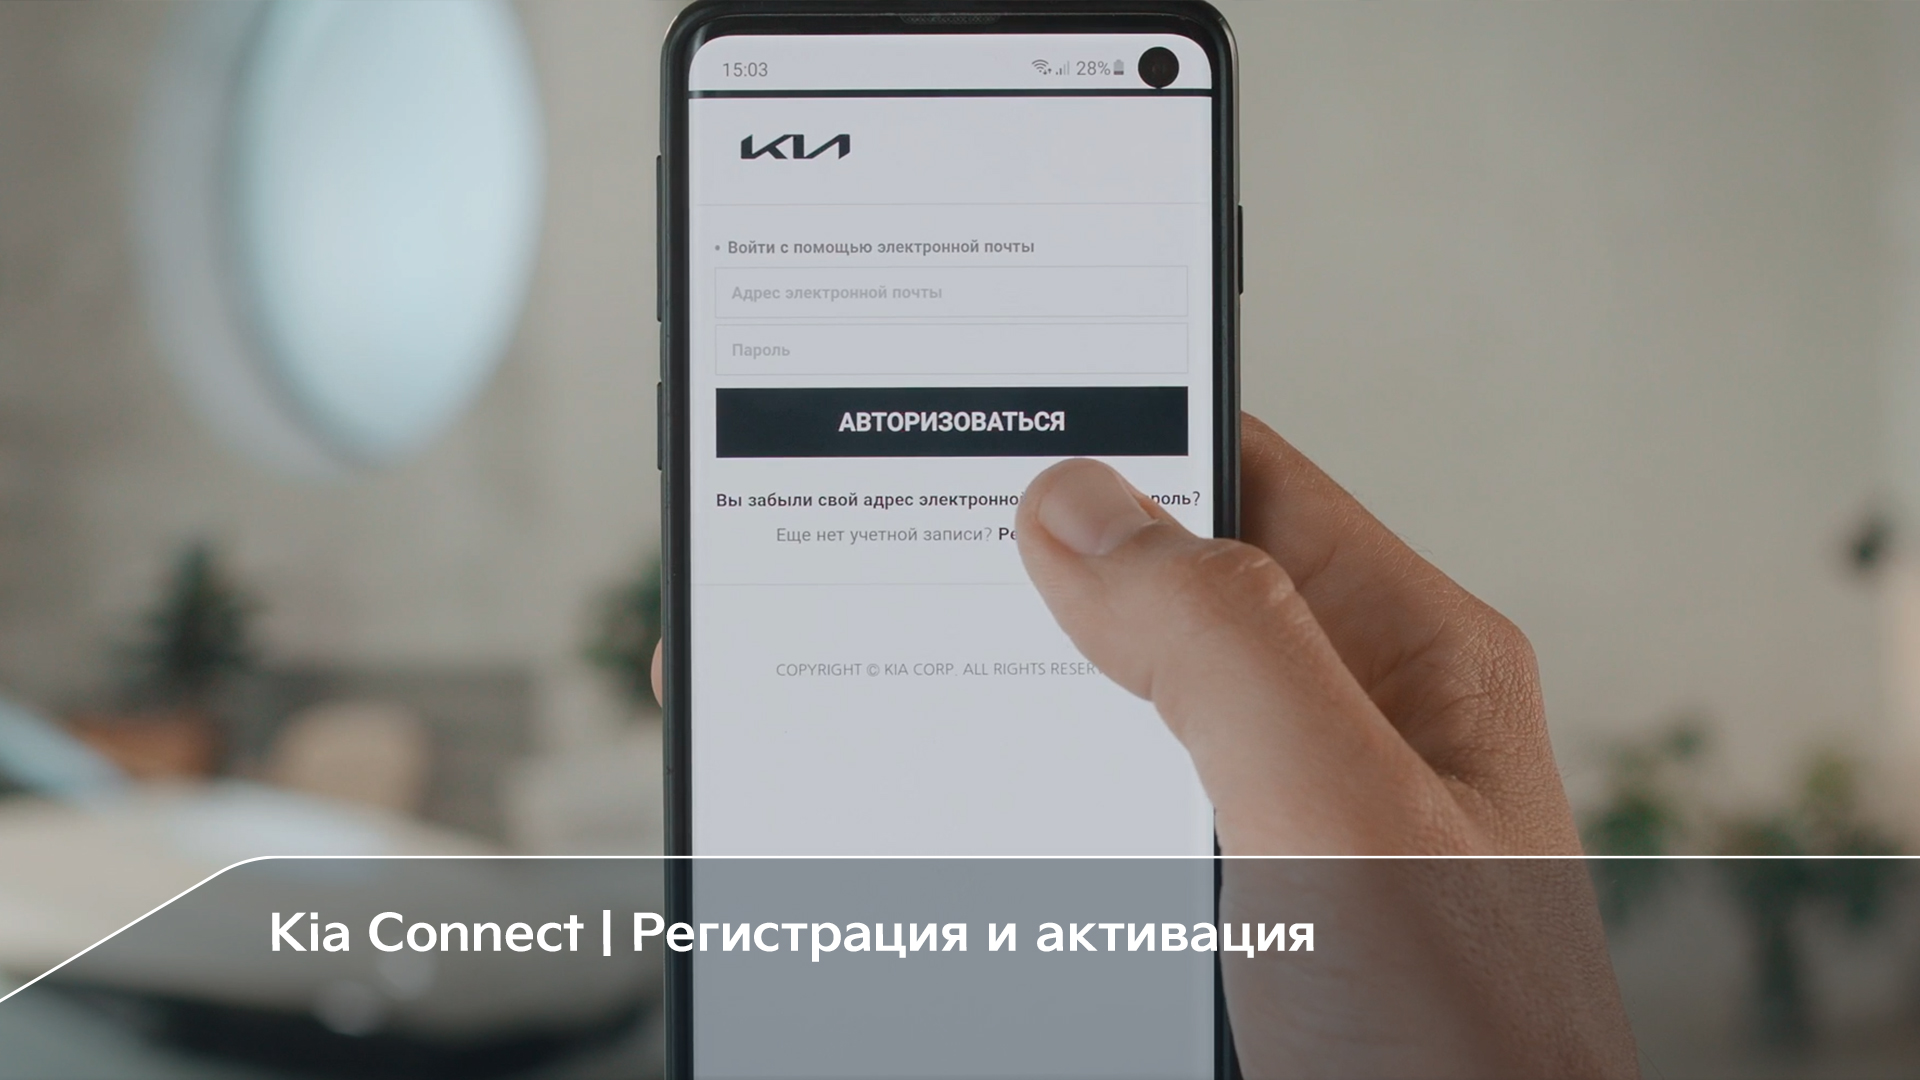 15:03 28%
KIA
• Войти с помощью электронной почты
Адрес электронной почты
Пароль
АВТОРИЗОВАТЬСЯ
Вы забыли свой адрес электронно роль?
Еще нет учетной записи? Ре
COPYRIGHT © KIA CORP. ALL RIGHTS RESER
Kia Connect | Регистрация и активация